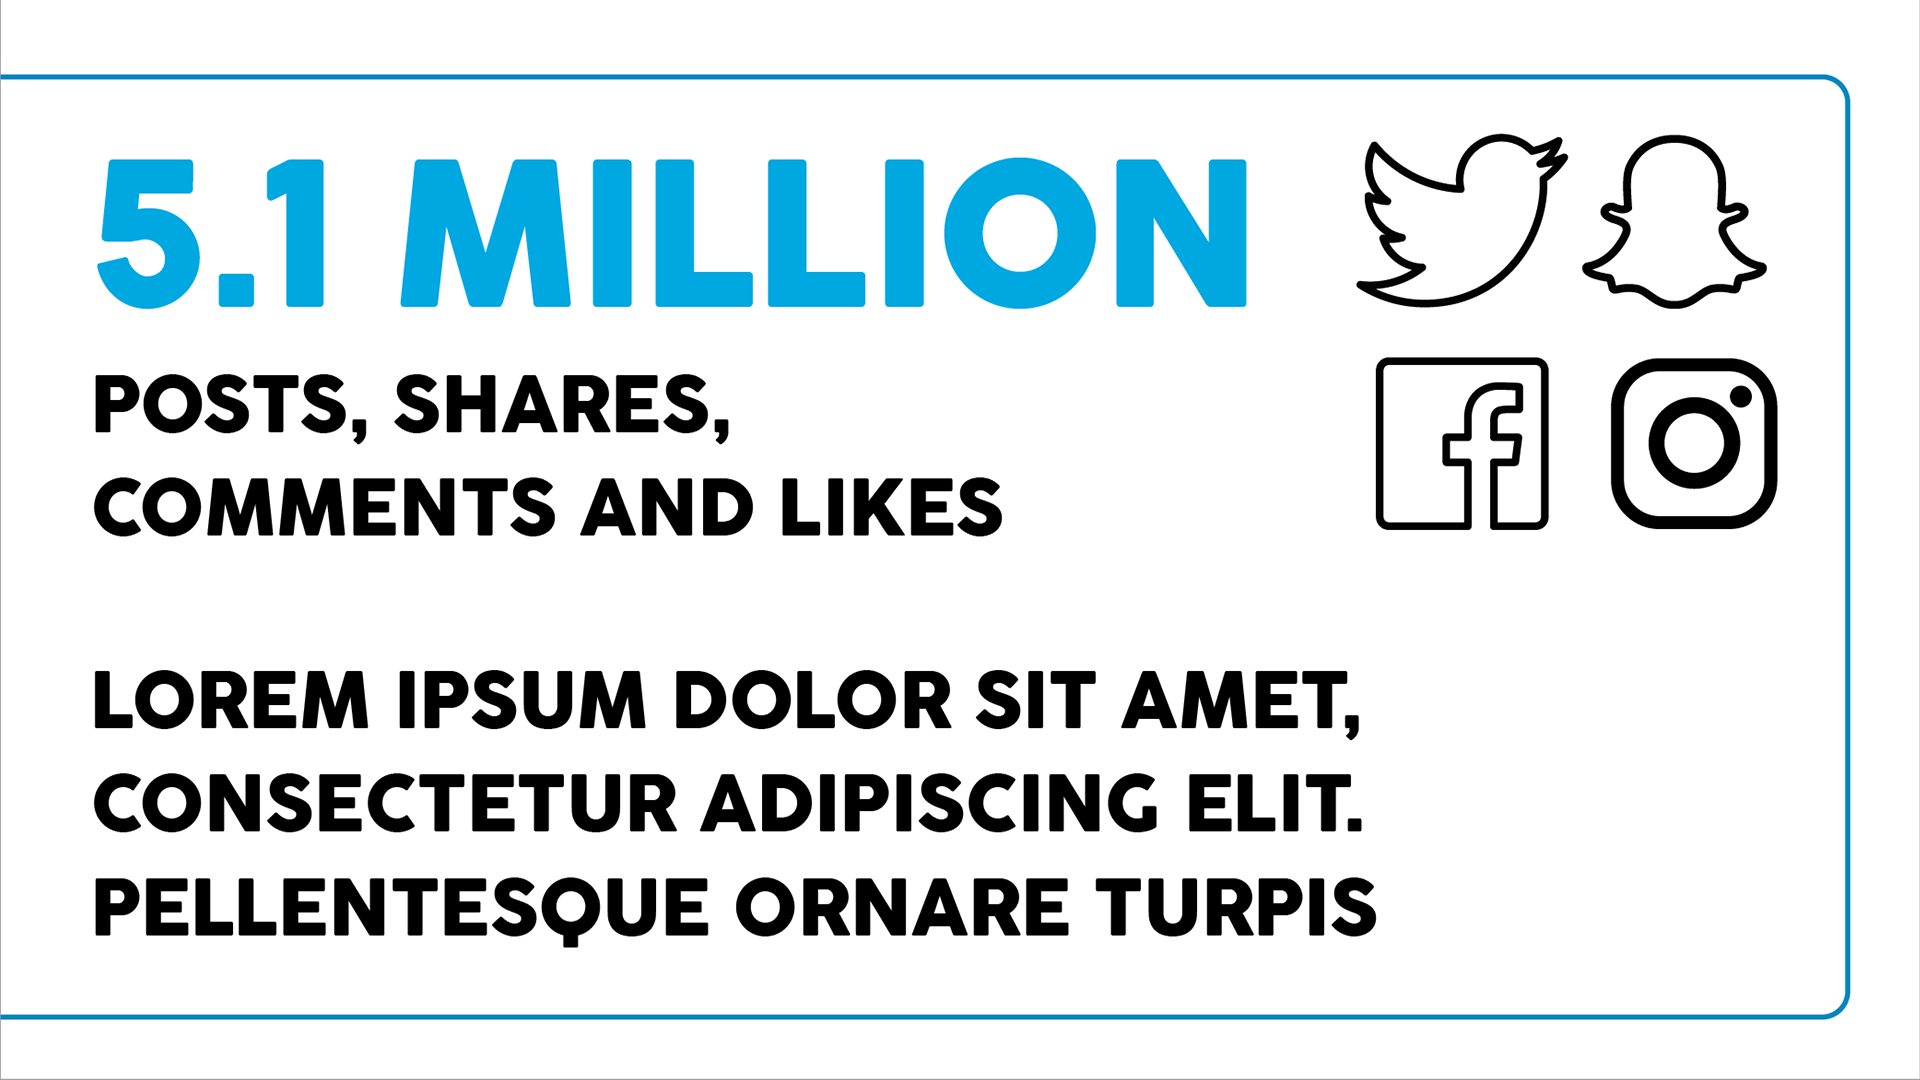 5.1 MILLION
POSTS, SHARES,
COMMENTS AND LIKES
LOREM IPSUM DOLOR SIT AMET,
CONSECTETUR ADIPISCING ELIT.
PELLENTESQUE ORNARE TURPIS